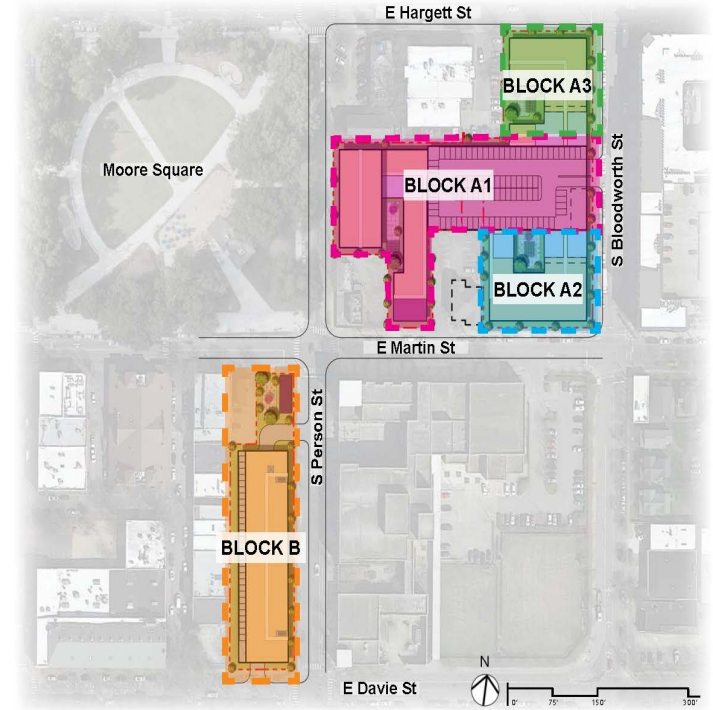 E Hargett St
BLOCK A3
Moore Square
BLOCK A1
S Bloodworth St
BLOCK A2
E Martin St
S Person St
BLOCK B
E Davie St
N
0' 75' 150' 300'